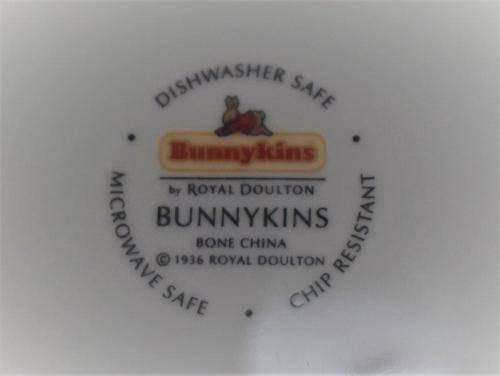 DISHWASHER SAFE
Bunnykins
by ROYAL DOULTON
BUNNYKINS
BONE CHINA
© 1936 ROYAL DOULTON
MICROWAVE SAFE
CHIP RESISTANT